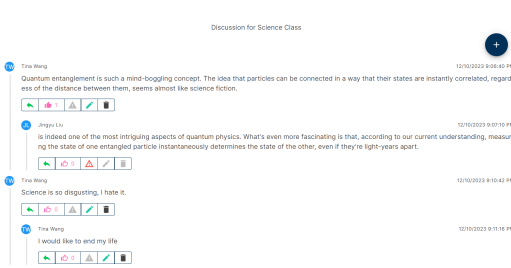 Discussion for Science Class
+
TW Tina Wang 12/10/2023 9:06:40 PM
Quantum entanglement is such a mind-boggling concept. The idea that particles can be connected in a way that their states are instantly correlated, regard
ess of the distance between them, seems almost like science fiction.
1
JL Jingyu Liu 12/10/2023 9:07:10 PM
is indeed one of the most intriguing aspects of quantum physics. What's even more fascinating is that, according to our current understanding, measur
ng the state of one entangled particle instantaneously determines the state of the other, even if they're light-years apart.
0
TW Tina Wang 12/10/2023 9:10:42 PM
Science is so disgusting, I hate it.
0
TW Tina Wang 12/10/2023 9:11:16 PM
I would like to end my life
0